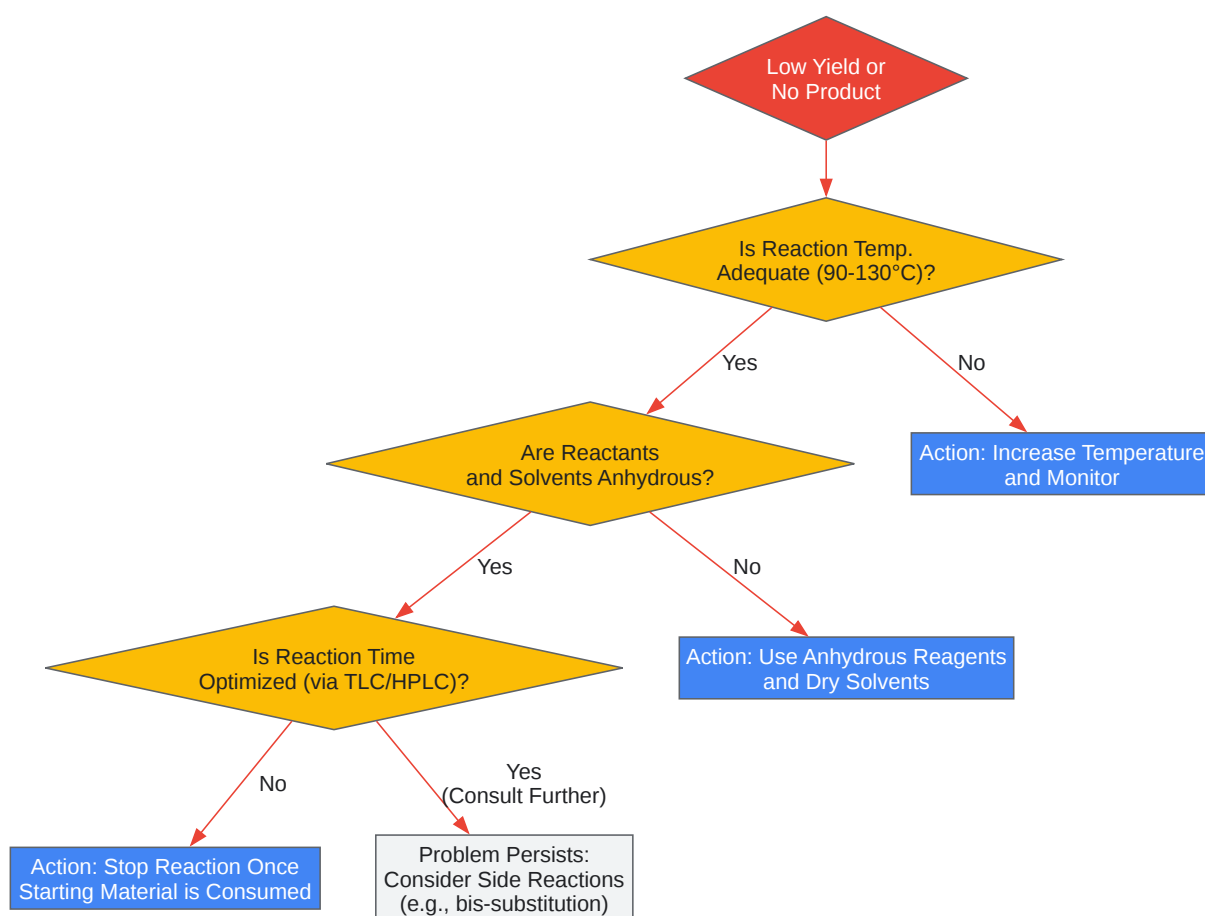 Low Yield or
No Product
Is Reaction Temp.
Adequate (90-130°C)?
Yes
No
Are Reactants
and Solvents Anhydrous?
Action: Increase Temperature
and Monitor
Yes
No
Is Reaction Time
Optimized (via TLC/HPLC)?
Action: Use Anhydrous Reagents
and Dry Solvents
No
Yes
(Consult Further)
Action: Stop Reaction Once
Starting Material is Consumed
Problem Persists:
Consider Side Reactions
(e.g., bis-substitution)